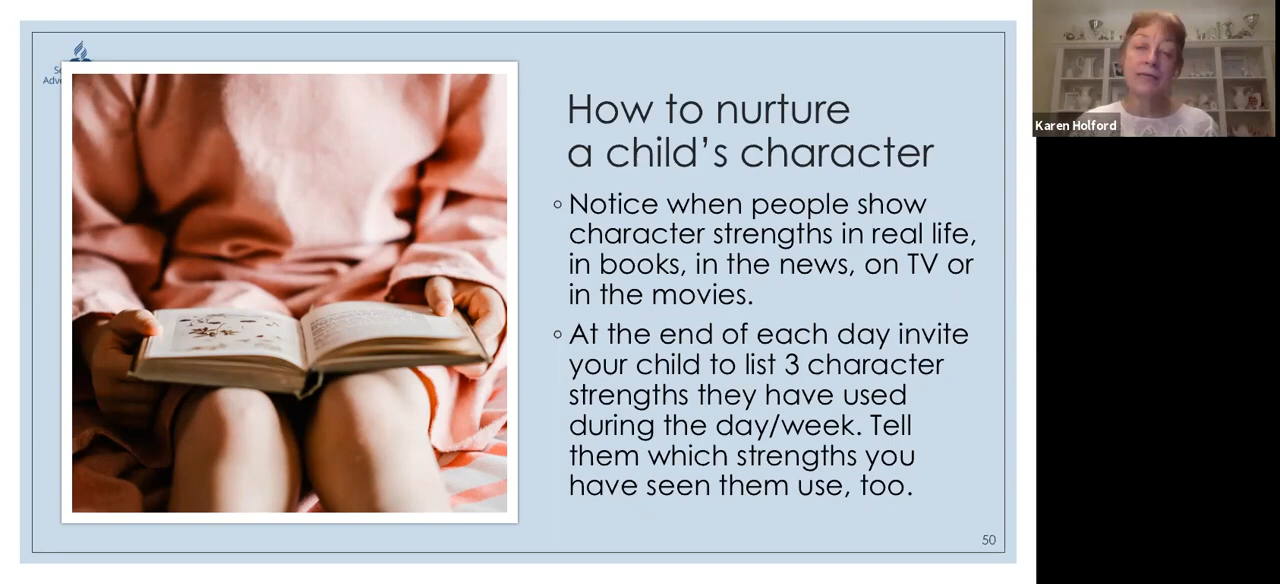 How to nurture
a child’s character
◦ Notice when people show
character strengths in real life,
in books, in the news, on TV or
in the movies.
◦ At the end of each day invite
your child to list 3 character
strengths they have used
during the day/week. Tell
them which strengths you
have seen them use, too.
50
Karen Holford